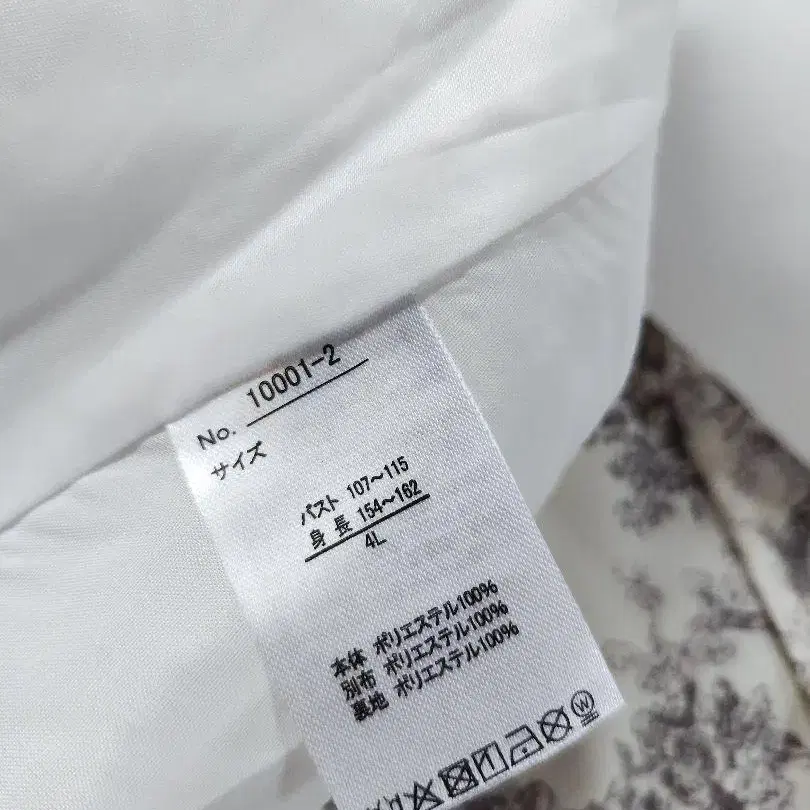 No. 10001-2
サイズ
バスト 107~115
身長 154~162
4L
本体 ポリエステル100%
別布 ポリエステル100%
裏地 ポリエステル100%
W